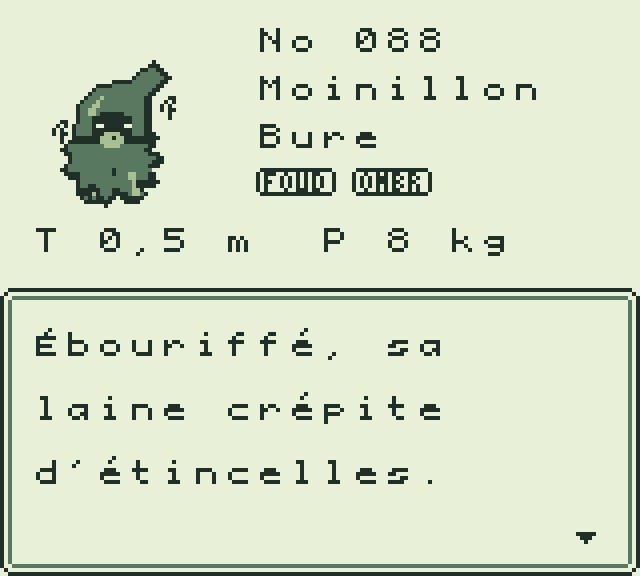 No 088
Moinillon
Bure
FOUD OMBR
T 0,5 m P 8 kg
Ébouriffé, sa
laine crépite
d'étincelles.